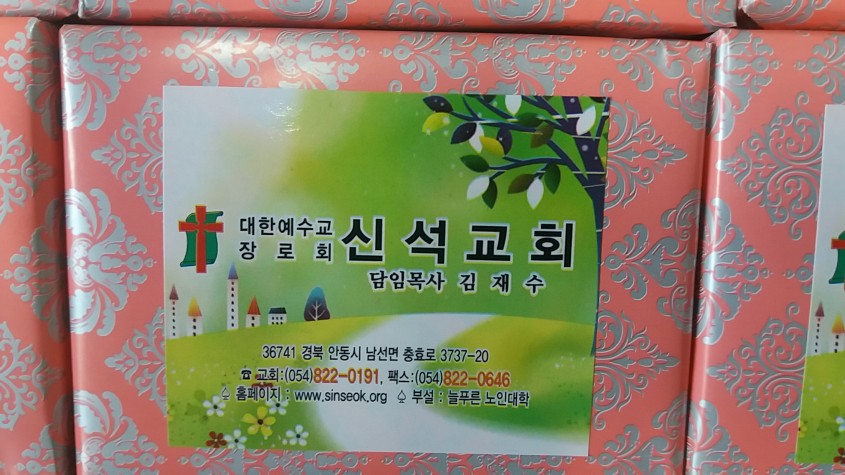 대한예수교
장로회 신석교회
담임목사 김재수
36741 경북 안동시 남선면 충효로 3737-20
☎ 교회:(054)822-0191, 팩스:(054)822-0646
♤ 홈페이지 : www.sinseok.org ♤ 부설 : 늘푸른 노인대학